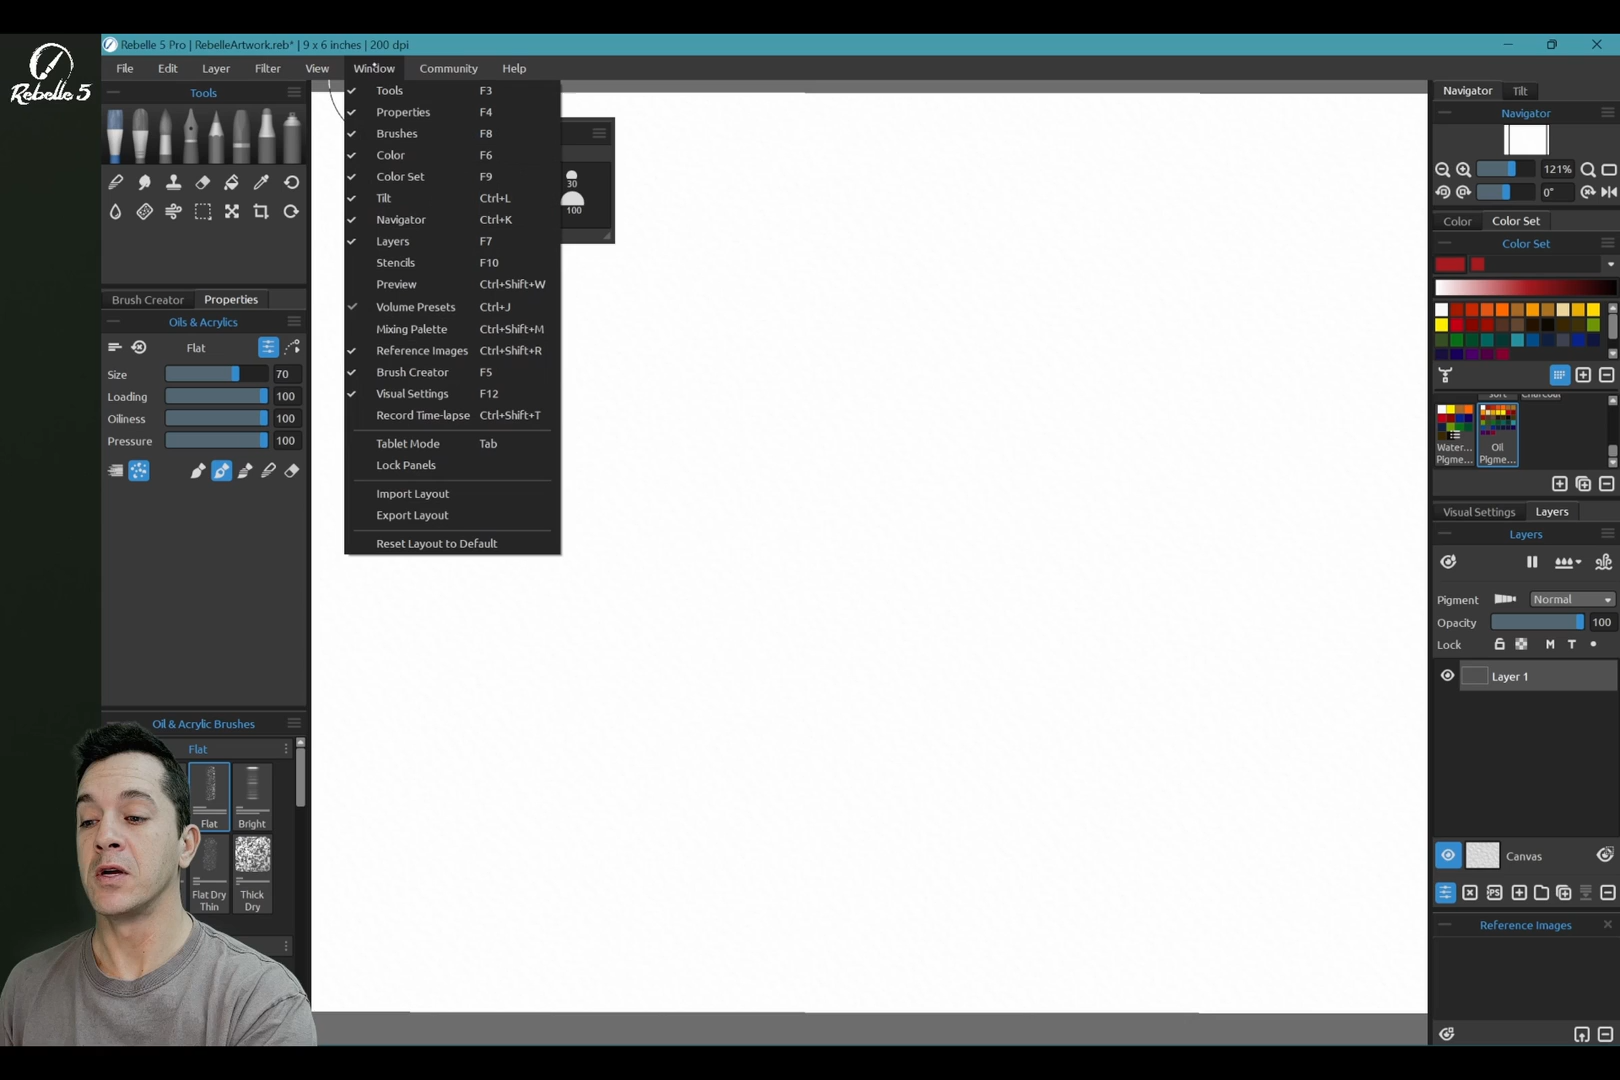 Rebelle 5
Rebelle 5 Pro | RebelleArtwork.reb* | 9 x 6 inches | 200 dpi
File Edit Layer Filter View Window Community Help
Tools
Brush Creator Properties
Oils & Acrylics
Flat
Size 70
Loading 100
Oiliness 100
Pressure 100
Oil & Acrylic Brushes
Flat
Flat Bright
Flat Dry Thin
Thick Dry
Tools F3
Properties F4
Brushes F8
Color F6
Color Set F9
Tilt Ctrl+L
Navigator Ctrl+K
Layers F7
Stencils F10
Preview Ctrl+Shift+W
Volume Presets Ctrl+J
Mixing Palette Ctrl+Shift+M
Reference Images Ctrl+Shift+R
Brush Creator F5
Visual Settings F12
Record Time-lapse Ctrl+Shift+T
Tablet Mode Tab
Lock Panels
Import Layout
Export Layout
Reset Layout to Default
30
100
Navigator Tilt
Navigator
121%
0°
Color Color Set
Color Set
Water... Pigme...
Oil Pigme...
Visual Settings Layers
Layers
Pigment Normal
Opacity 100
Lock M T
Layer 1
Canvas
PS
Reference Images